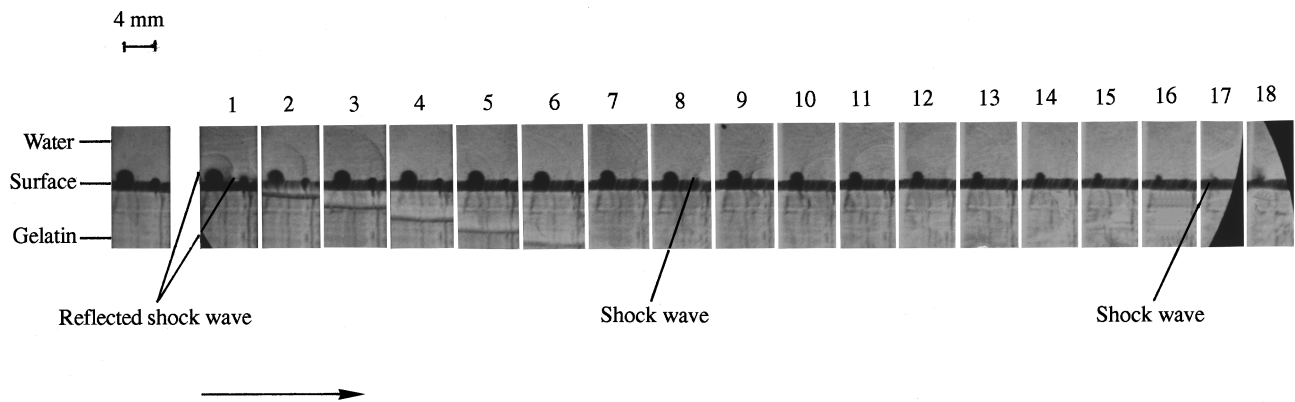 4 mm
1 2 3 4 5 6 7 8 9 10 11 12 13 14 15 16 17 18
Water
Surface
Gelatin
Reflected shock wave
Shock wave
Shock wave